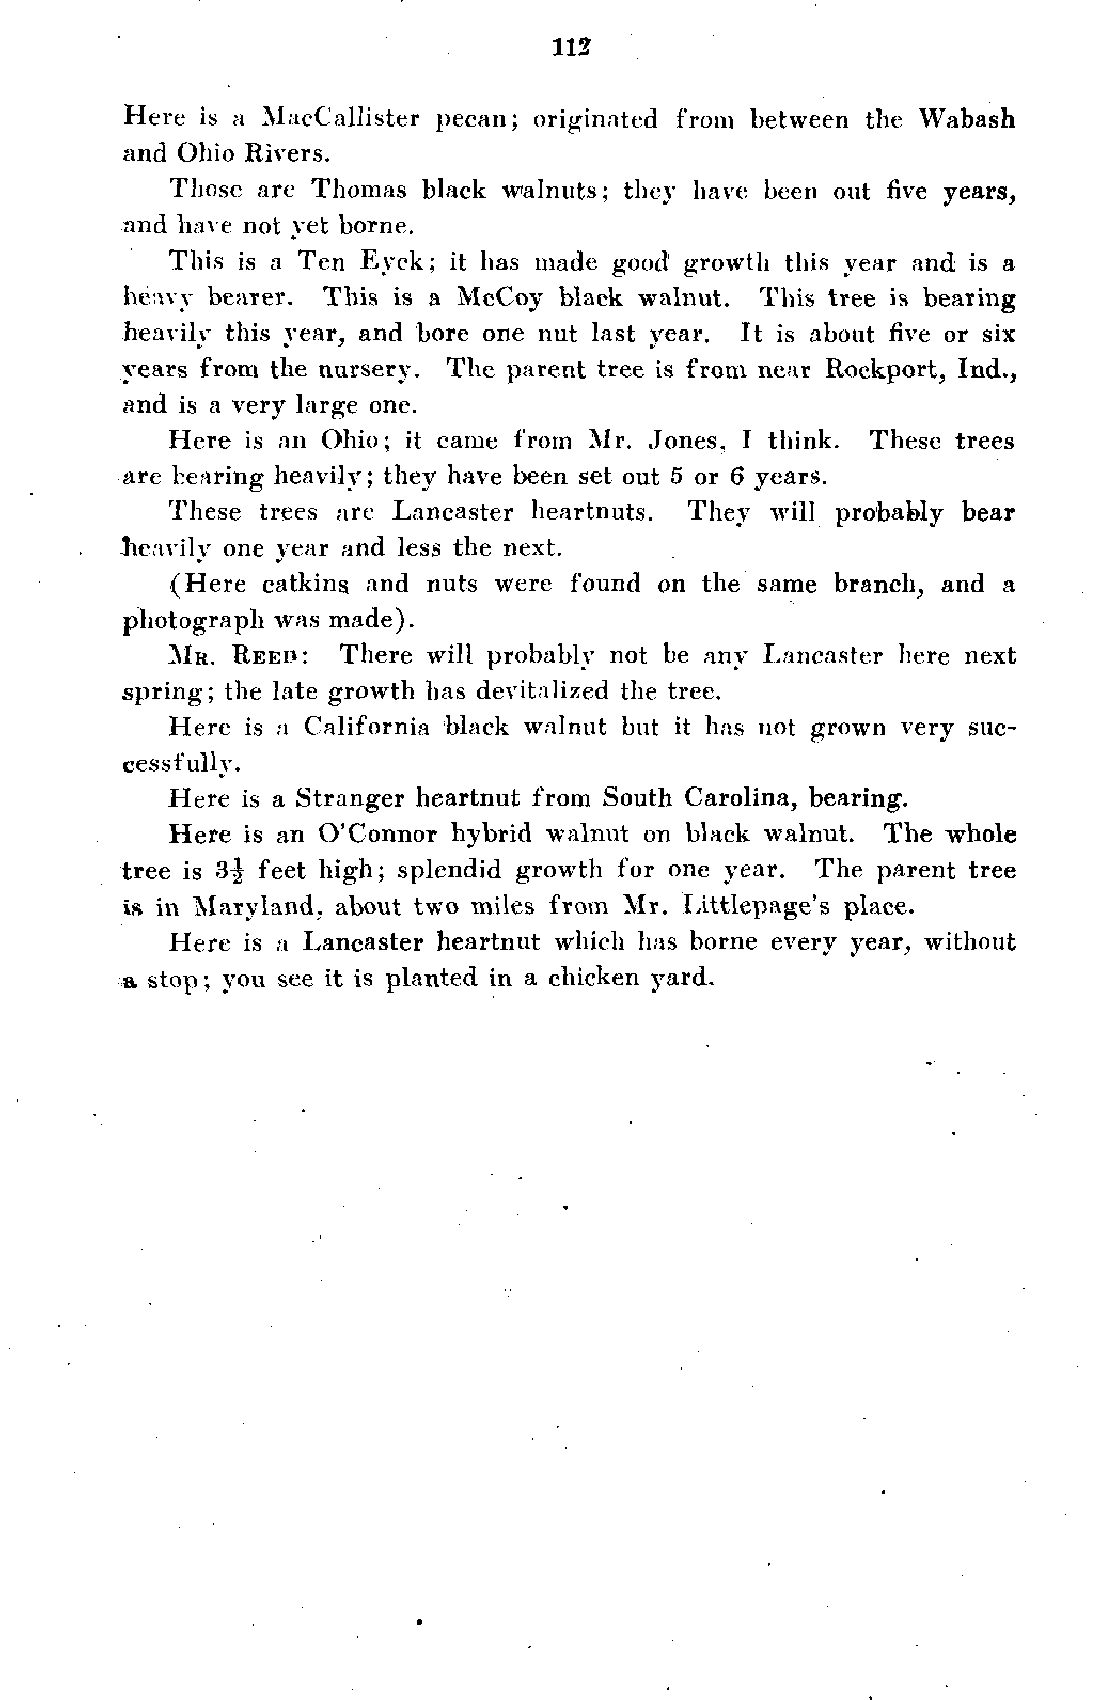 112
Here is a MacCallister pecan; originated from between the Wabash
and Ohio Rivers.
Those are Thomas black walnuts; they have been out five years,
and have not yet borne.
This is a Ten Eyck; it has made good growth this year and is a
heavy bearer. This is a McCoy black walnut. This tree is bearing
heavily this year, and bore one nut last year. It is about five or six
years from the nursery. The parent tree is from near Rockport, Ind.,
and is a very large one.
Here is an Ohio; it came from Mr. Jones, I think. These trees
are bearing heavily; they have been set out 5 or 6 years.
These trees are Lancaster heartnuts. They will probably bear
heavily one year and less the next.
(Here catkins and nuts were found on the same branch, and a
photograph was made).
MR. REED: There will probably not be any Lancaster here next
spring; the late growth has devitalized the tree.
Here is a California black walnut but it has not grown very suc-
cessfully.
Here is a Stranger heartnut from South Carolina, bearing.
Here is an O'Connor hybrid walnut on black walnut. The whole
tree is 3½ feet high; splendid growth for one year. The parent tree
is in Maryland, about two miles from Mr. Littlepage's place.
Here is a Lancaster heartnut which has borne every year, without
a stop; you see it is planted in a chicken yard.